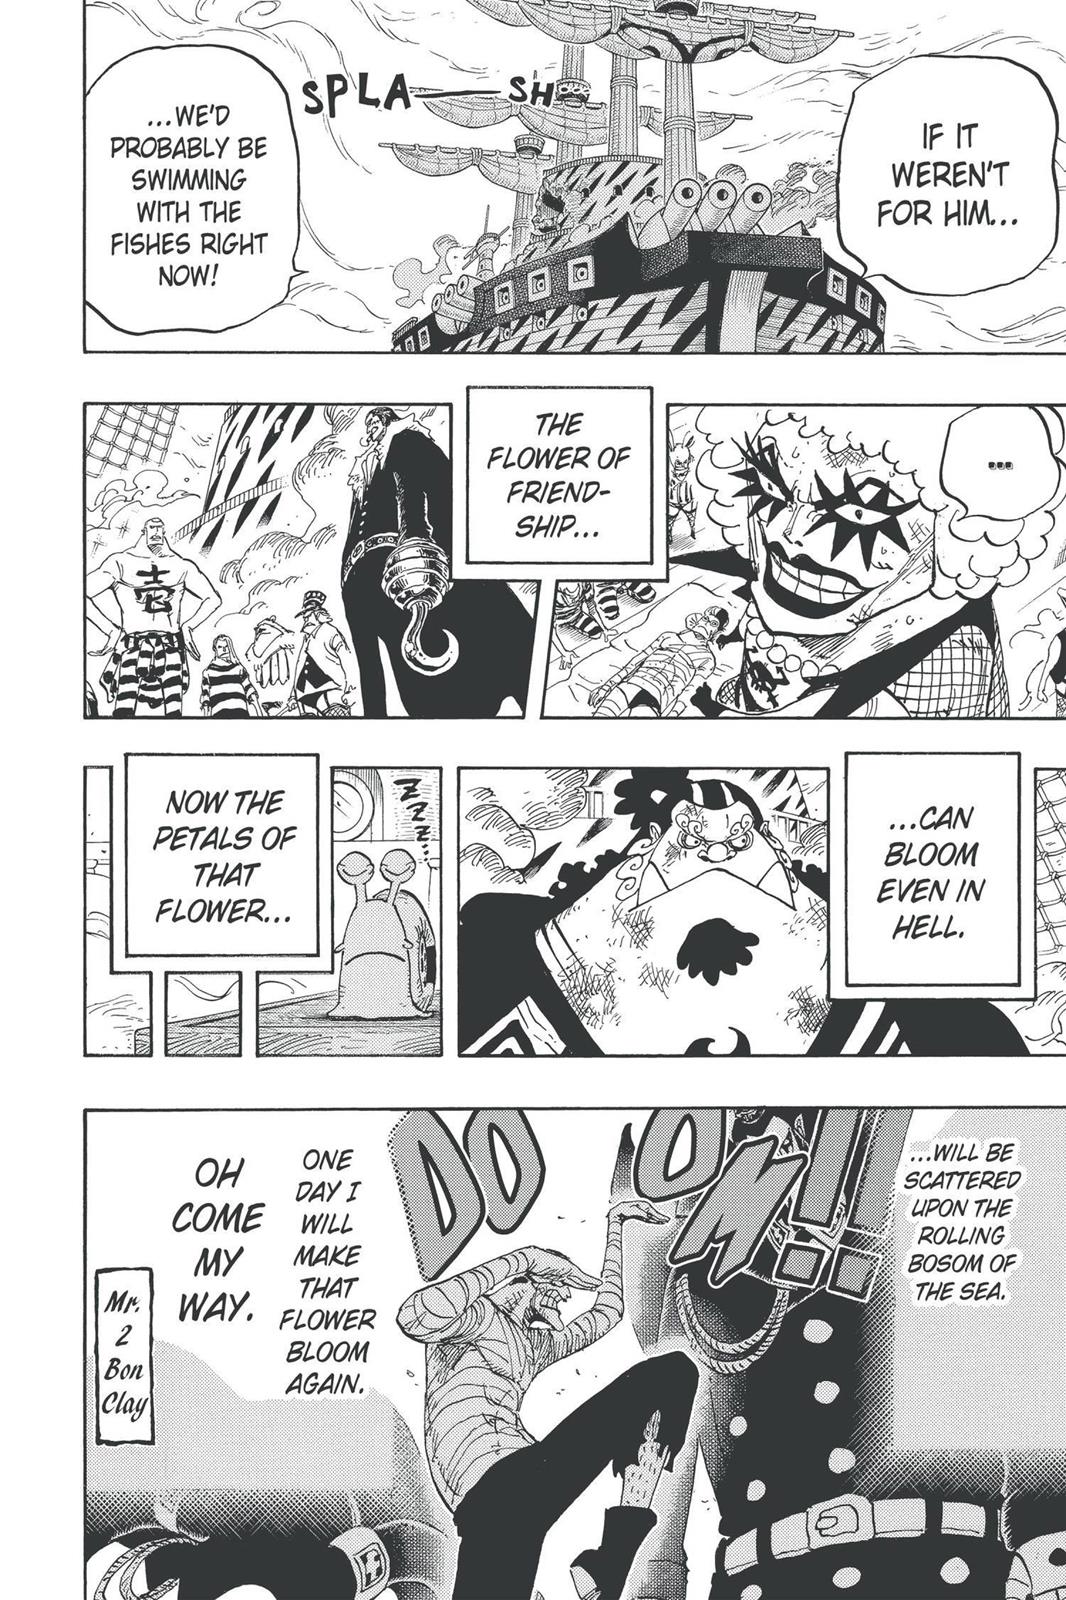 IF IT
WEREN'T
FOR HIM...
SPLA—SH
...WE'D
PROBABLY BE
SWIMMING
WITH THE
FISHES RIGHT
NOW!
...
THE
FLOWER OF
FRIEND-
SHIP...
...CAN
BLOOM
EVEN IN
HELL.
NOW THE
PETALS OF
THAT
FLOWER...
ZZZ...
...WILL BE
SCATTERED
UPON THE
ROLLING
BOSOM OF
THE SEA.
DOOM!!
ONE
DAY I
WILL
MAKE
THAT
FLOWER
BLOOM
AGAIN.
OH
COME
MY
WAY.
Mr.
2
Bon
Clay